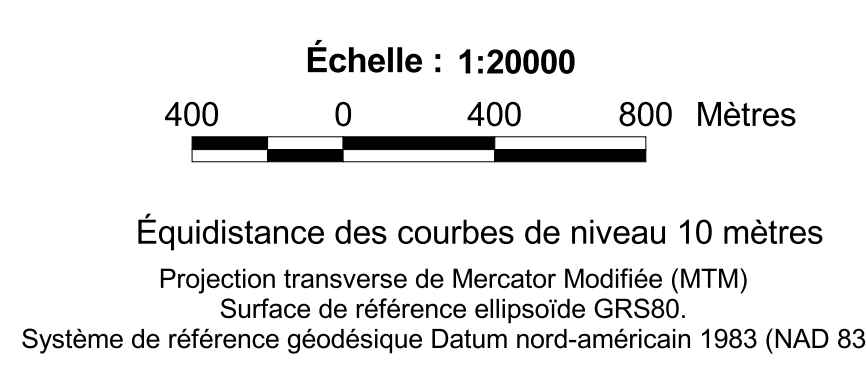 Échelle : 1:20000
400 0 400 800 Mètres
Équidistance des courbes de niveau 10 mètres
Projection transverse de Mercator Modifiée (MTM)
Surface de référence ellipsoïde GRS80.
Système de référence géodésique Datum nord-américain 1983 (NAD 83